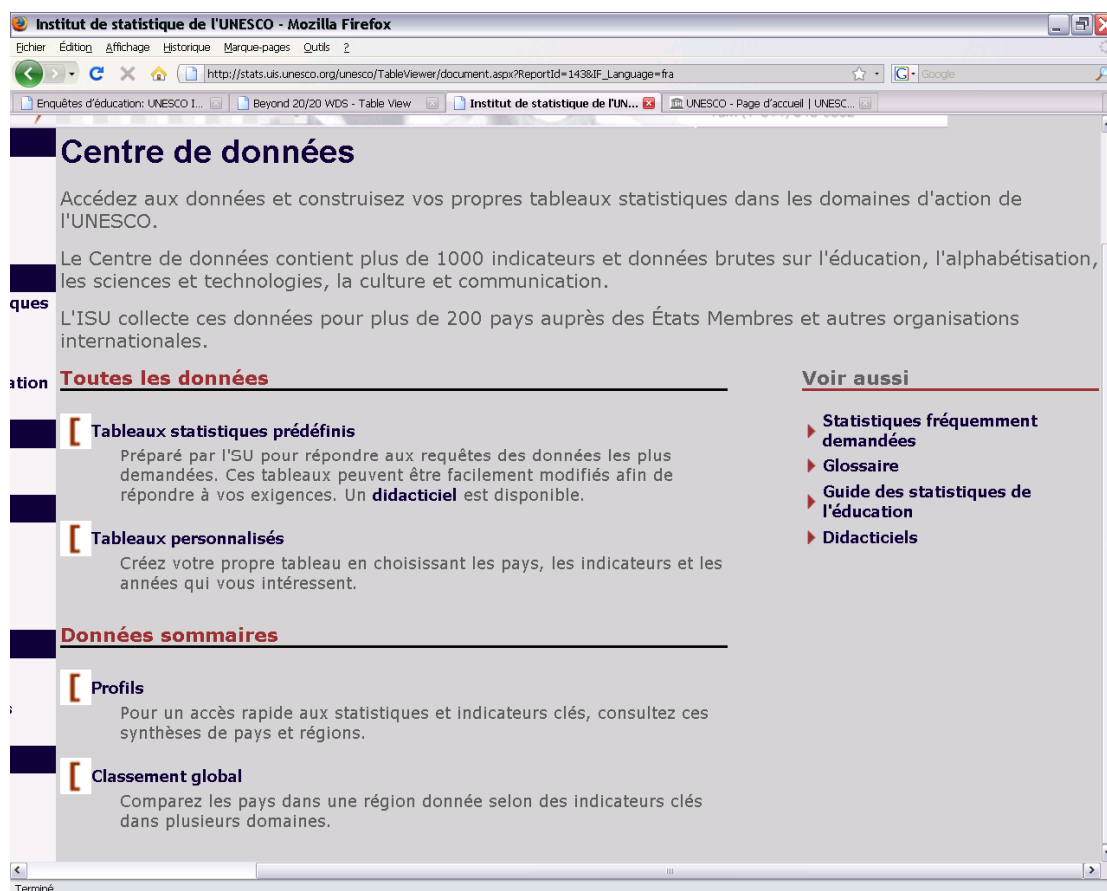 Institut de statistique de l'UNESCO - Mozilla Firefox
Fichier Édition Affichage Historique Marque-pages Outils ?
http://stats.uis.unesco.org/unesco/TableViewer/document.aspx?ReportId=143&IF_Language=fra
G Google
Enquêtes d'éducation: UNESCO I... Beyond 20/20 WDS - Table View Institut de statistique de l'UN... UNESCO - Page d'accueil | UNESC...
Centre de données
Accédez aux données et construisez vos propres tableaux statistiques dans les domaines d'action de
l'UNESCO.
Le Centre de données contient plus de 1000 indicateurs et données brutes sur l'éducation, l'alphabétisation,
les sciences et technologies, la culture et communication.
ques
L'ISU collecte ces données pour plus de 200 pays auprès des États Membres et autres organisations
internationales.
ation
Toutes les données
Voir aussi
Tableaux statistiques prédéfinis
Préparé par l'SU pour répondre aux requêtes des données les plus
demandées. Ces tableaux peuvent être facilement modifiés afin de
répondre à vos exigences. Un didacticiel est disponible.
Tableaux personnalisés
Créez votre propre tableau en choisissant les pays, les indicateurs et les
années qui vous intéressent.
Statistiques fréquemment
demandées
Glossaire
Guide des statistiques de
l'éducation
Didacticiels
Données sommaires
Profils
Pour un accès rapide aux statistiques et indicateurs clés, consultez ces
synthèses de pays et régions.
Classement global
Comparez les pays dans une région donnée selon des indicateurs clés
dans plusieurs domaines.
Terminé